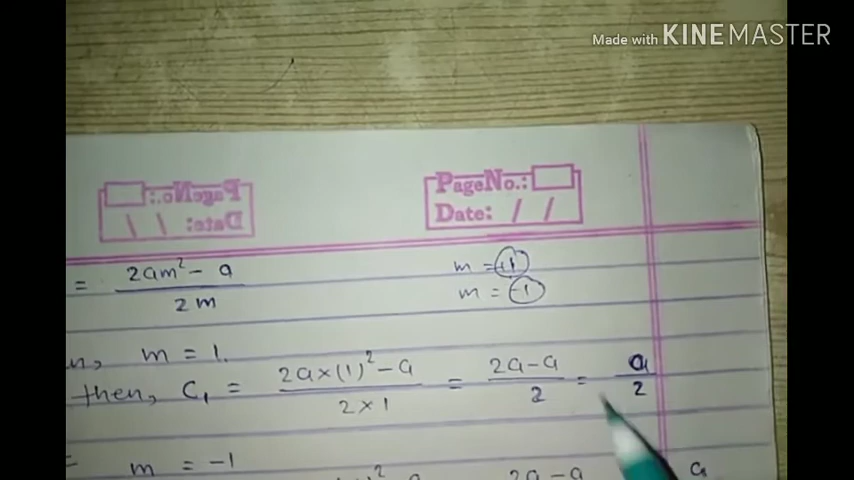 Made with KINEMASTER
PageNo.:
Date: / /
= (2am² - a)/(2m)
m = +1
m = -1
m = 1.
then, C₁ = (2a×(1)² - a)/(2×1) = (2a-a)/2 = a/2
m = -1
2a-a a